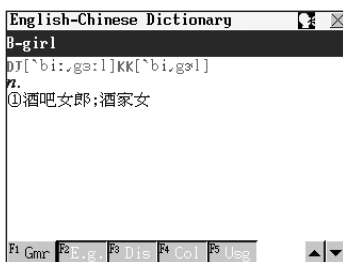 English-Chinese Dictionary
B-girl
DJ[`bi:,gɜ:l]KK[`bi,gɝl]
n.
①酒吧女郎;酒家女
F1 Gmr F2 E.g. F3 Dis F4 Col F5 Usg